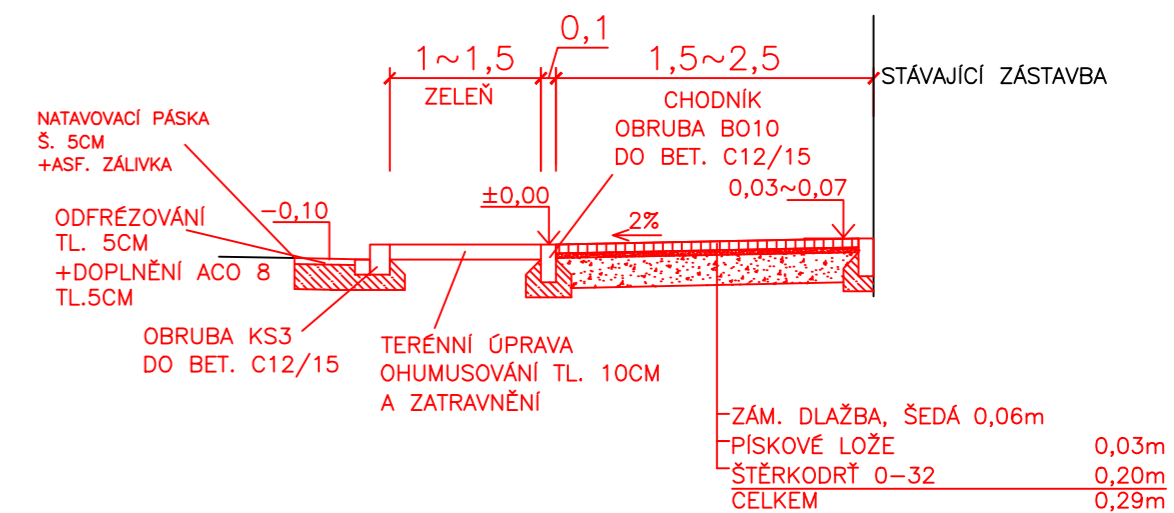 0,1
1~1,5
1,5~2,5
STÁVAJÍCÍ ZÁSTAVBA
ZELEŇ
CHODNÍK
OBRUBA BO10
DO BET. C12/15
NATAVOVACÍ PÁSKA
Š. 5CM
+ASF. ZÁLIVKA
±0,00
0,03~0,07
-0,10
2%
ODFRÉZOVÁNÍ
TL. 5CM
+DOPLNĚNÍ ACO 8
TL.5CM
OBRUBA KS3
DO BET. C12/15
TERÉNNÍ ÚPRAVA
OHUMUSOVÁNÍ TL. 10CM
A ZATRAVNĚNÍ
ZÁM. DLAŽBA, ŠEDÁ 0,06m
PÍSKOVÉ LOŽE 0,03m
ŠTĚRKODRŤ 0-32 0,20m
CELKEM 0,29m